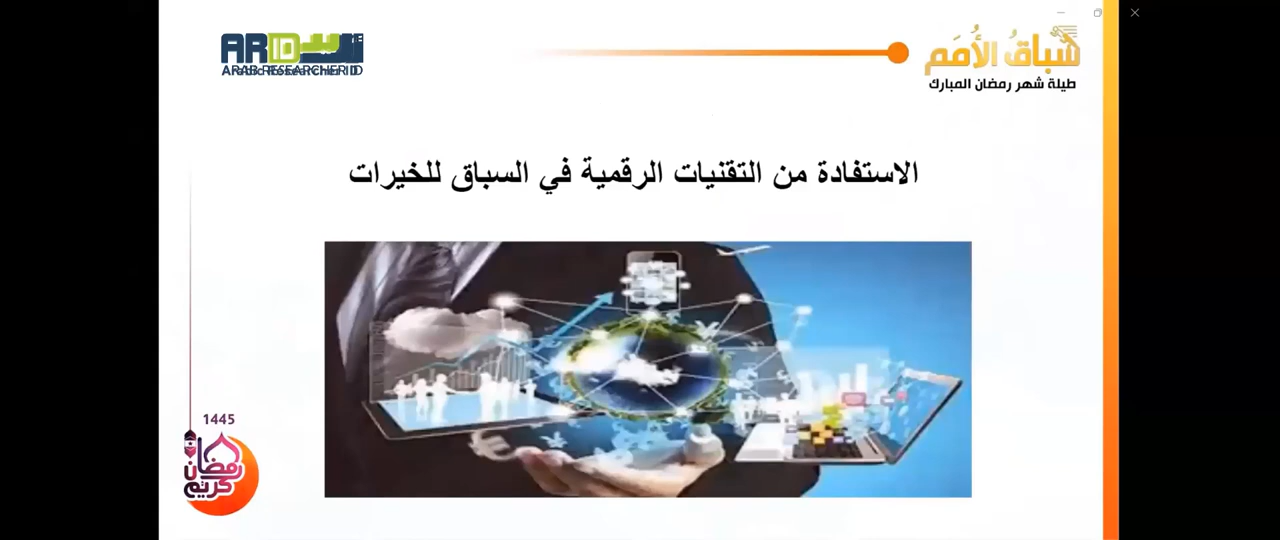 سباقُ الأُمَم
طيلة شهر رمضان المبارك
ARID
ARAB RESEARCHER ID
الاستفادة من التقنيات الرقمية في السباق للخيرات
1445
رمضان
كريم